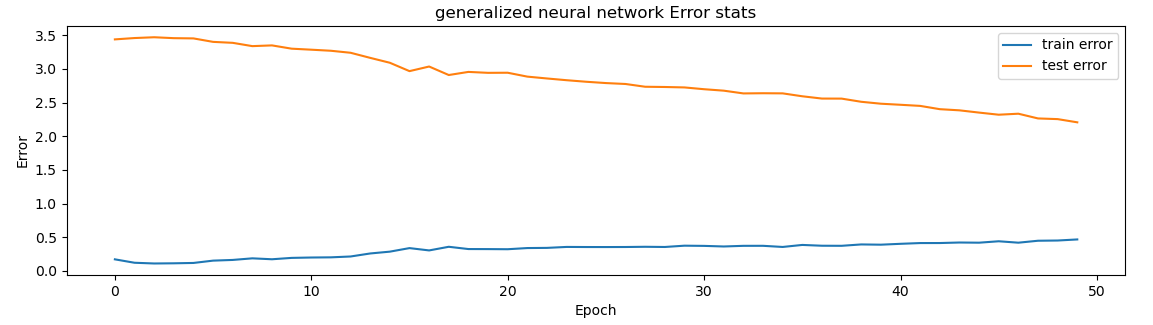 generalized neural network Error stats
train error
test error
Error
3.5
3.0
2.5
2.0
1.5
1.0
0.5
0.0
0 10 20 30 40 50
Epoch